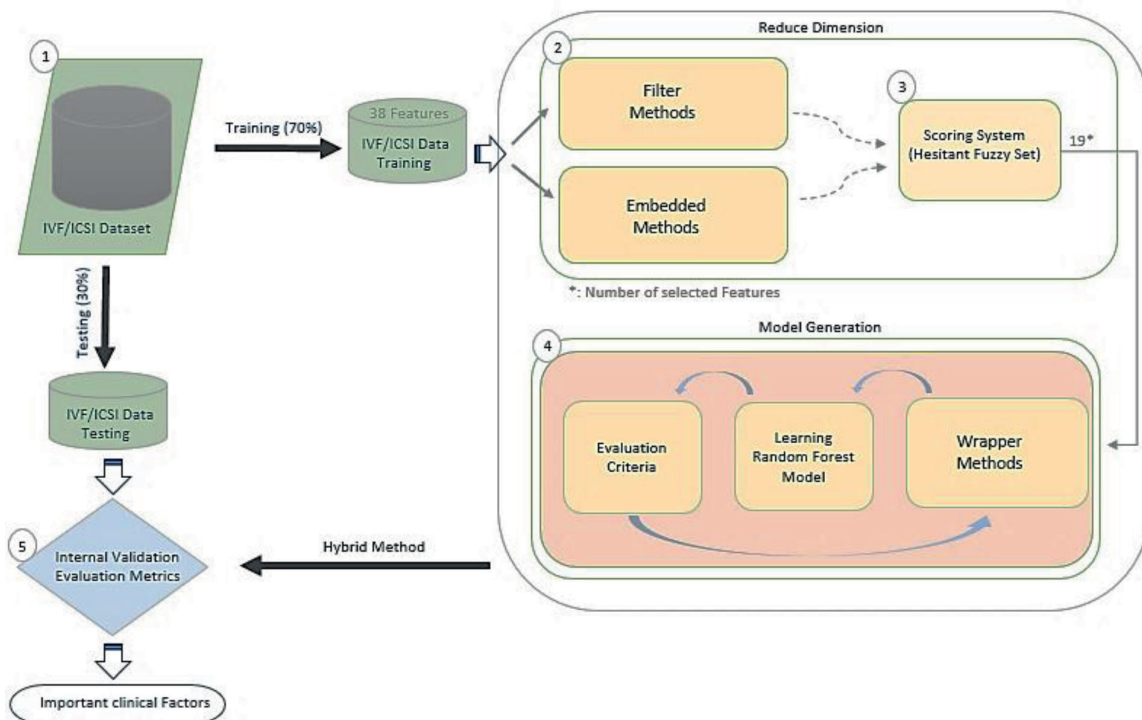 1
IVF/ICSI Dataset
Training (70%)
38 Features
IVF/ICSI Data
Training
Testing (30%)
IVF/ICSI Data
Testing
Reduce Dimension
2
Filter
Methods
Embedded
Methods
3
Scoring System
(Hesitant Fuzzy Set)
19*
*: Number of selected Features
Model Generation
4
Evaluation
Criteria
Learning
Random Forest
Model
Wrapper
Methods
Hybrid Method
5
Internal Validation
Evaluation Metrics
Important clinical Factors